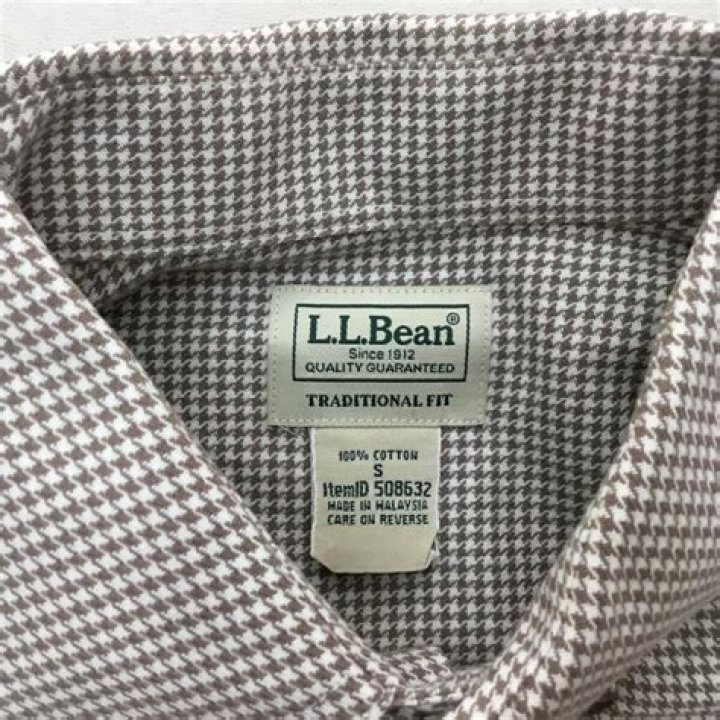 L.L.Bean®
Since 1912
QUALITY GUARANTEED
TRADITIONAL FIT
100% COTTON
S
ItemID 508632
MADE IN MALAYSIA
CARE ON REVERSE